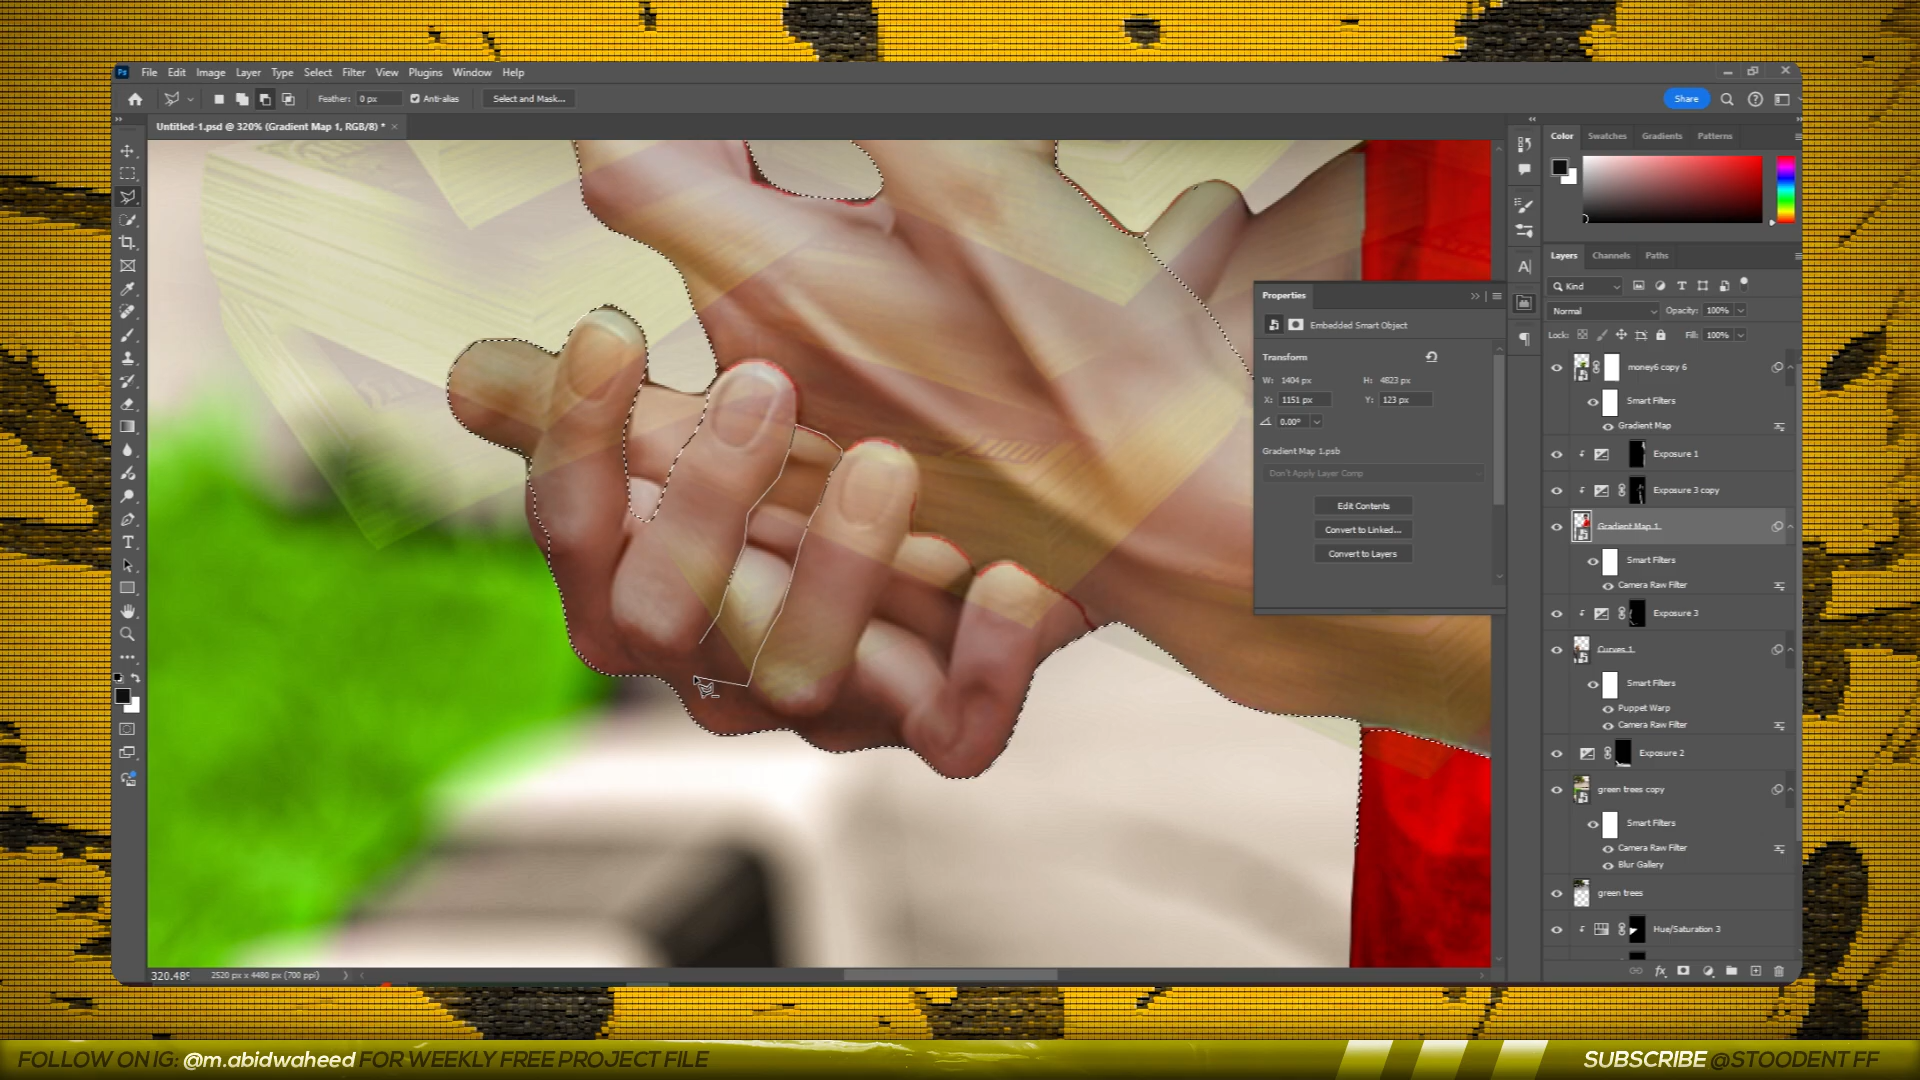 Ps File Edit Image Layer Type Select Filter View Plugins Window Help
Feather: 0 px Anti-alias Select and Mask... Share
Untitled-1.psd @ 320% (Gradient Map 1, RGB/8) *
Color Swatches Gradients Patterns
Properties
Embedded Smart Object
Transform
W: 1404 px H: 4823 px
X: 1151 px Y: 123 px
0.00°
Gradient Map 1.psb
Don't Apply Layer Comp
Edit Contents
Convert to Linked...
Convert to Layers
Layers Channels Paths
Kind
Normal Opacity: 100%
Lock: Fill: 100%
money6 copy 6
Smart Filters
Gradient Map
Exposure 1
Exposure 3 copy
Gradient Map 1
Smart Filters
Camera Raw Filter
Exposure 3
Curves 1
Smart Filters
Puppet Warp
Camera Raw Filter
Exposure 2
green trees copy
Smart Filters
Camera Raw Filter
Blur Gallery
green trees
Hue/Saturation 3
fx
320.48% 2520 px x 4480 px (700 ppi)
FOLLOW ON IG: @m.abidwaheed FOR WEEKLY FREE PROJECT FILE
SUBSCRIBE @STOODENT FF